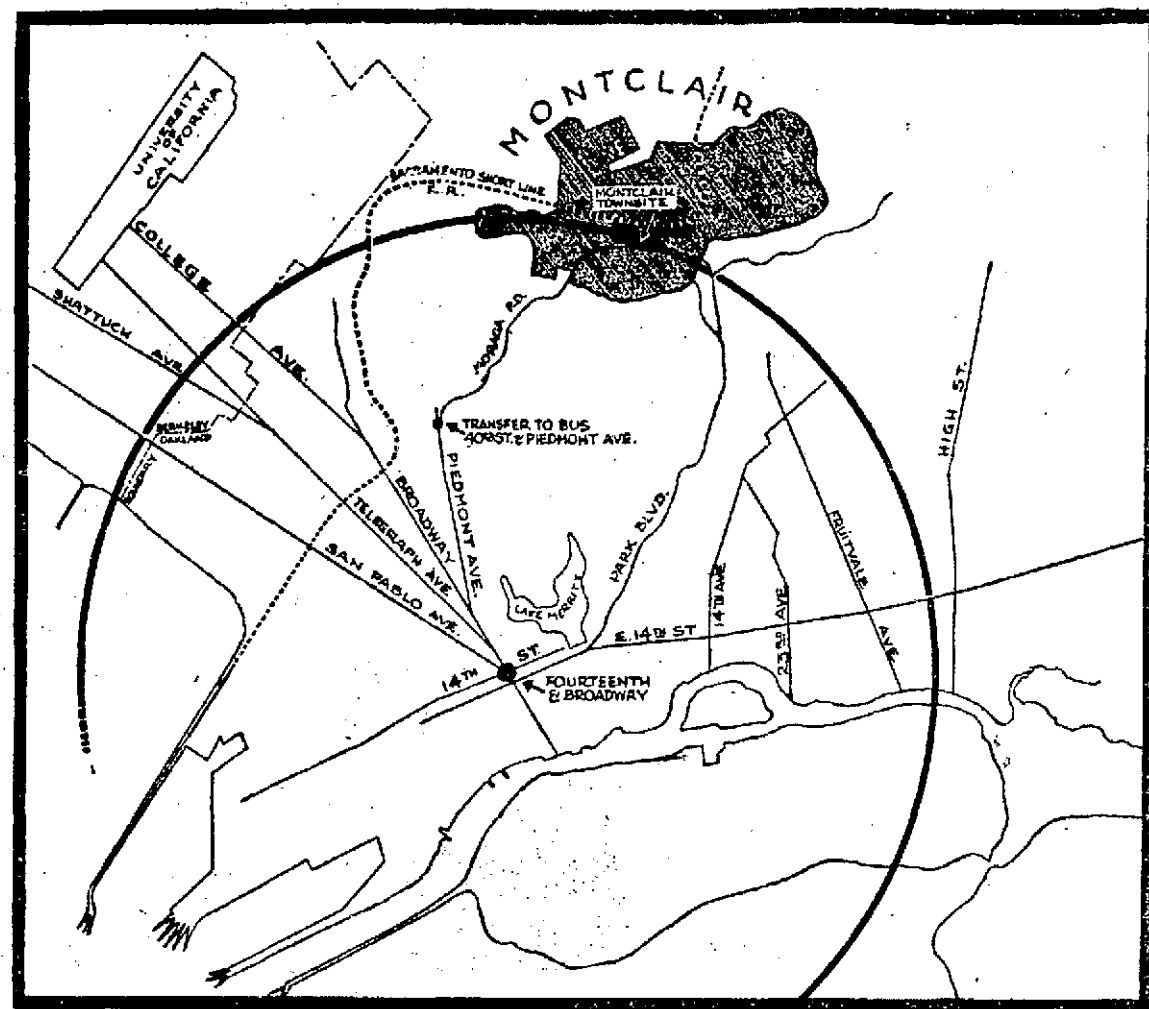 MONTCLAIR
UNIVERSITY
OF
CALIFORNIA
SACRAMENTO SHORT LINE
R.R.
MONTCLAIR
TOWNSITE
COLLEGE AVE.
SHATTUCK AVE.
MORAGA RD.
HIGH ST.
TRANSFER TO BUS
40TH ST. & PIEDMONT AVE.
BERKELEY
OAKLAND
BOUNDARY
PIEDMONT AVE.
BROADWAY
TELEGRAPH AVE.
SAN PABLO AVE.
PARK BLVD.
FRUITVALE AVE.
LAKE MERRITT
14TH AVE
23RD AVE.
E. 14TH ST
14TH ST.
FOURTEENTH
& BROADWAY